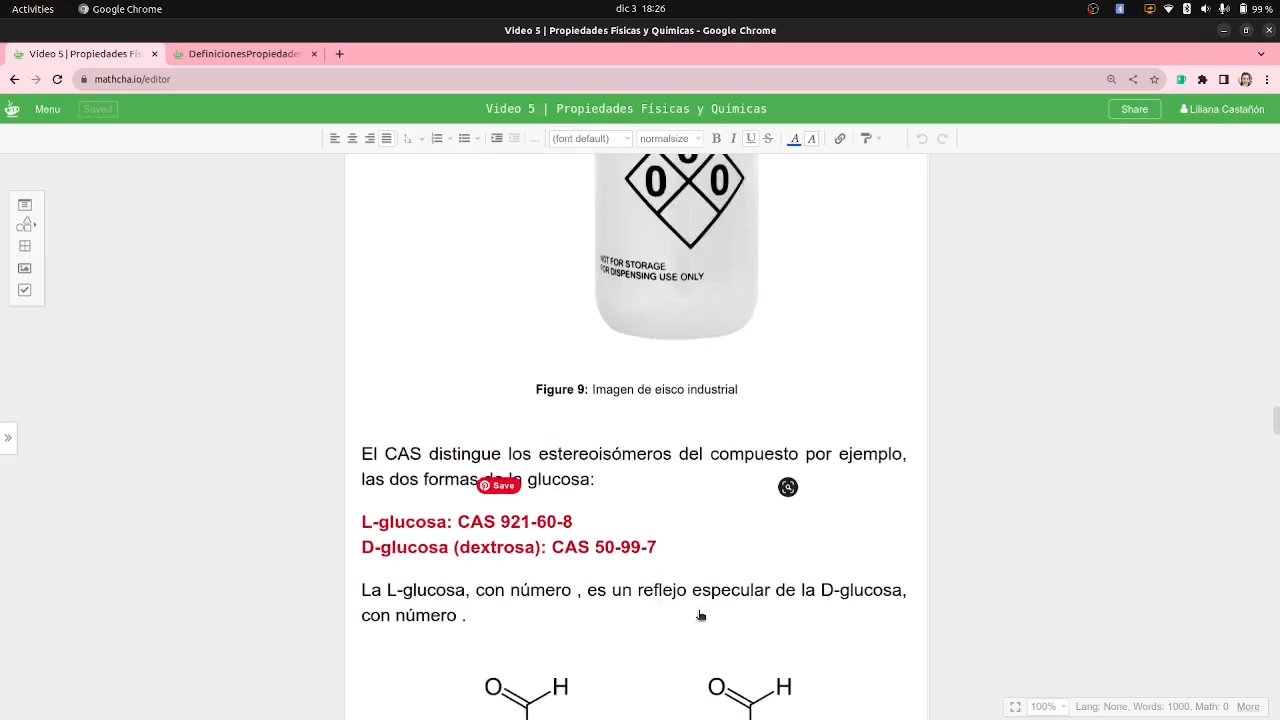 Activities
Google Chrome
dic 3 18:26
99 %
Video 5 | Propiedades Físicas y Químicas - Google Chrome
Video 5 | Propiedades Físi
DefinicionesPropiedades
mathcha.io/editor
Menu
Saved
Video 5 | Propiedades Físicas y Químicas
Share
Liliana Castañón
(font default)
normalsize
B I U S A A
0 0 0
NOT FOR STORAGE
FOR DISPENSING USE ONLY
Figure 9: Imagen de eisco industrial
El CAS distingue los estereoisómeros del compuesto por ejemplo,
las dos formas de la glucosa:
Save
L-glucosa: CAS 921-60-8
D-glucosa (dextrosa): CAS 50-99-7
La L-glucosa, con número , es un reflejo especular de la D-glucosa,
con número .
O H O H
100%
Lang: None, Words: 1000, Math: 0 More